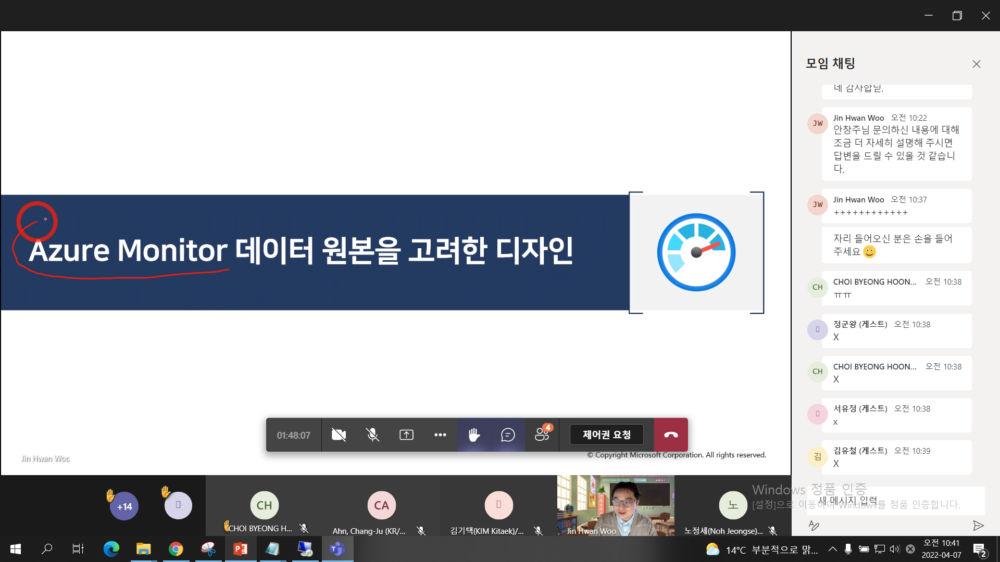 Azure Monitor 데이터 원본을 고려한 디자인
01:48:07
4
제어권 요청
Jin Hwan Woo
© Copyright Microsoft Corporation. All rights reserved.
+14
CH
CHOI BYEONG H...
CA
Ahn, Chang-Ju (KR/...
김기택(KIM Kitaek)/...
Jin Hwan Woo
노
노정세(Noh Jeongse)...
모임 채팅
네 감사합닏.
JW
Jin Hwan Woo 오전 10:22
안창주님 문의하신 내용에 대해
조금 더 자세히 설명해 주시면
답변을 드릴 수 있을 것 같습니
다.
JW
Jin Hwan Woo 오전 10:37
++++++++++++
자리 들어오신 분은 손을 들어
주세요
CH
CHOI BYEONG HOON... 오전 10:38
ㅠㅠ
정군왕 (게스트) 오전 10:38
X
CH
CHOI BYEONG HOON... 오전 10:38
X
서유정 (게스트) 오전 10:38
x
김
김유철 (게스트) 오전 10:39
X
Windows 정품 인증
[설정]으로 이동하여 Windows를 정품 인증합니다.
새 메시지 입력
14°C 부분적으로 맑...
오전 10:41
2022-04-07
2